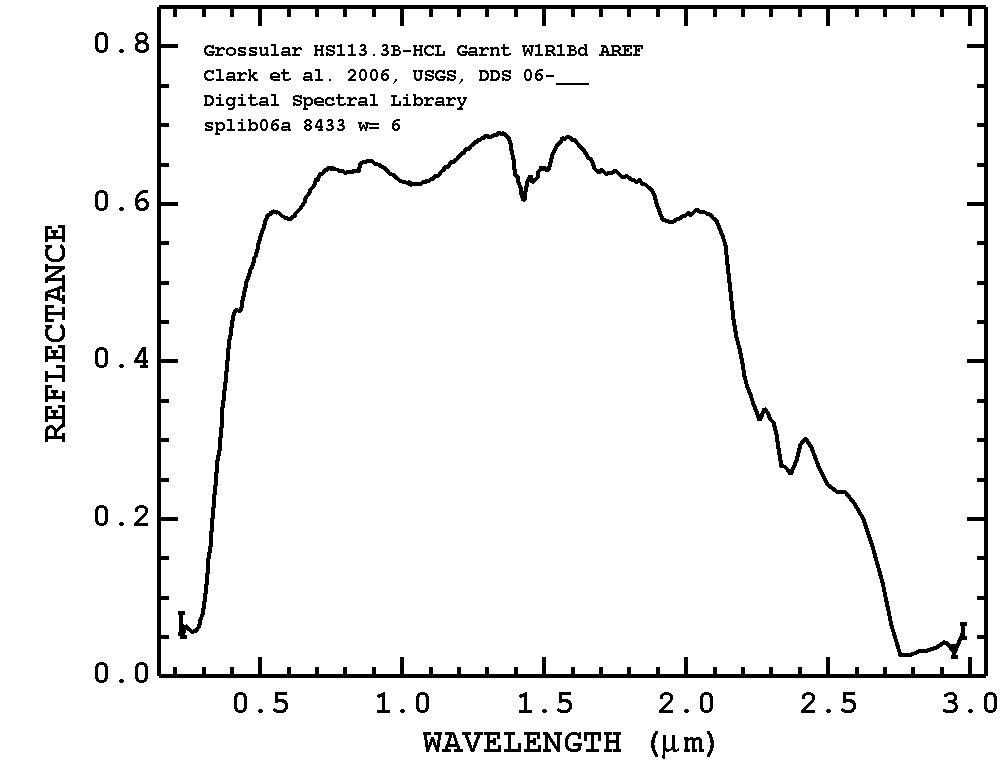 Grossular HS113.3B-HCL Garnt W1R1Bd AREF
Clark et al. 2006, USGS, DDS 06-___
Digital Spectral Library
splib06a 8433 w= 6
0.8
0.6
0.4
0.2
0.0
REFLECTANCE
0.5 1.0 1.5 2.0 2.5 3.0
WAVELENGTH (μm)